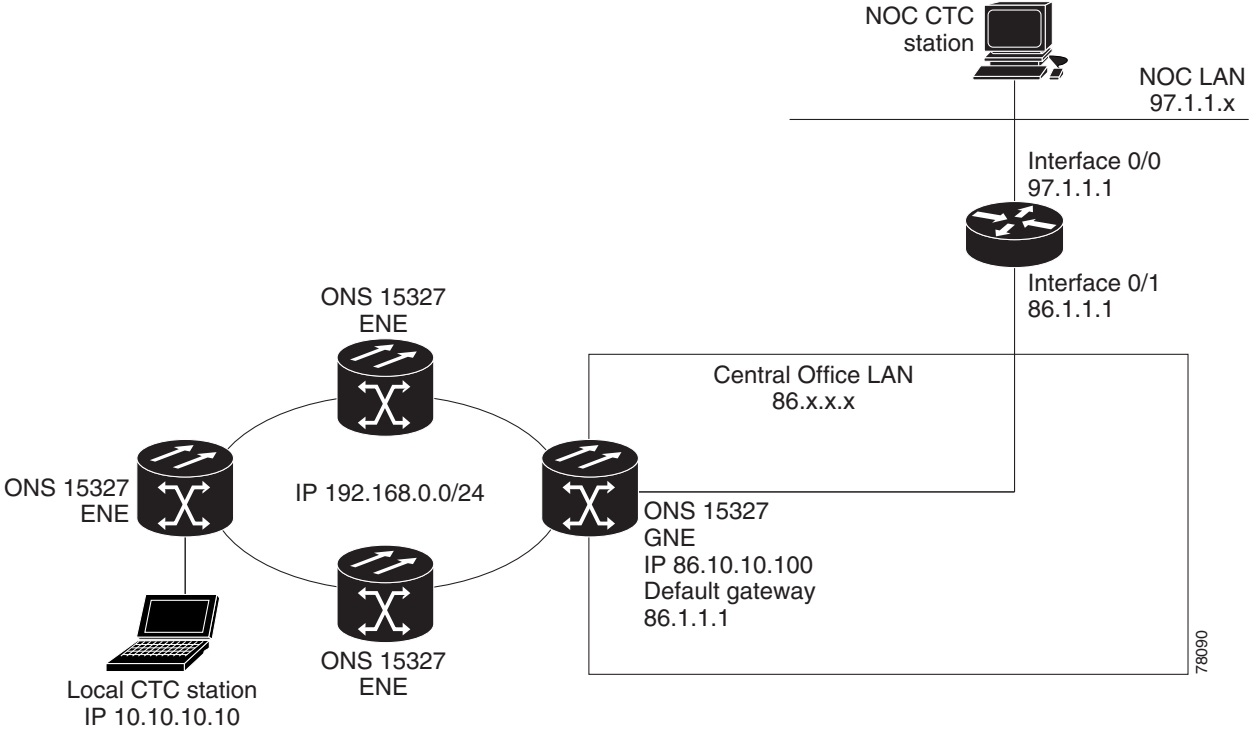 NOC CTC
station
NOC LAN
97.1.1.x
Interface 0/0
97.1.1.1
Interface 0/1
86.1.1.1
ONS 15327
ENE
Central Office LAN
86.x.x.x
ONS 15327
ENE
IP 192.168.0.0/24
ONS 15327
GNE
IP 86.10.10.100
Default gateway
86.1.1.1
ONS 15327
ENE
Local CTC station
IP 10.10.10.10
78090